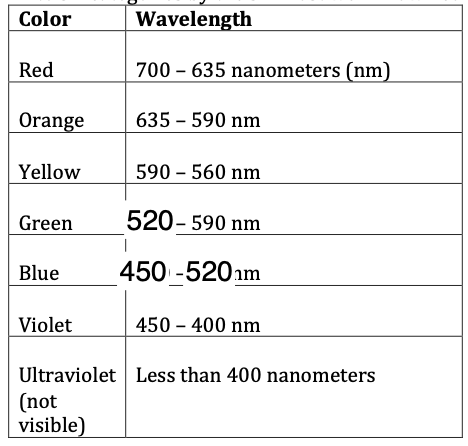 Color Wavelength
Red 700 – 635 nanometers (nm)
Orange 635 – 590 nm
Yellow 590 – 560 nm
Green 520 – 590 nm
Blue 450 -520 nm
Violet 450 – 400 nm
Ultraviolet Less than 400 nanometers
(not
visible)